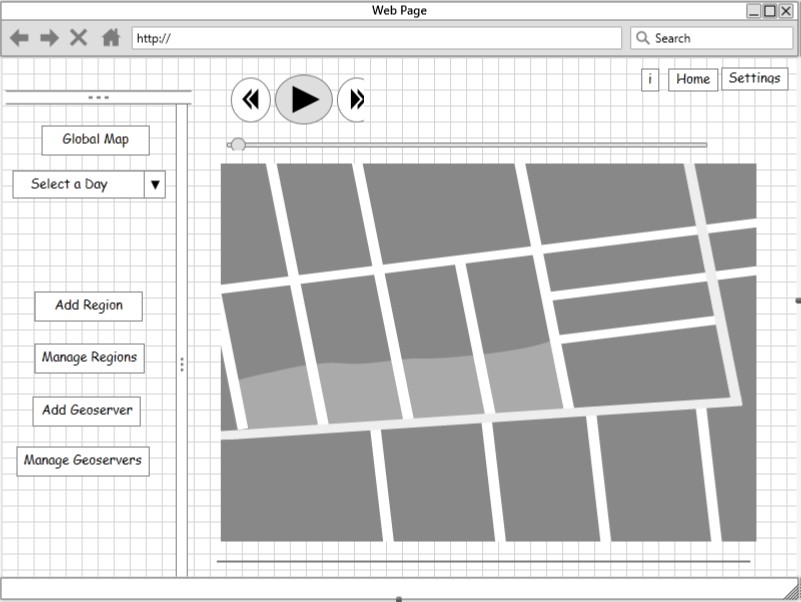 Web Page
http://
Search
i
Home
Settings
Global Map
Select a Day
Add Region
Manage Regions
Add Geoserver
Manage Geoservers